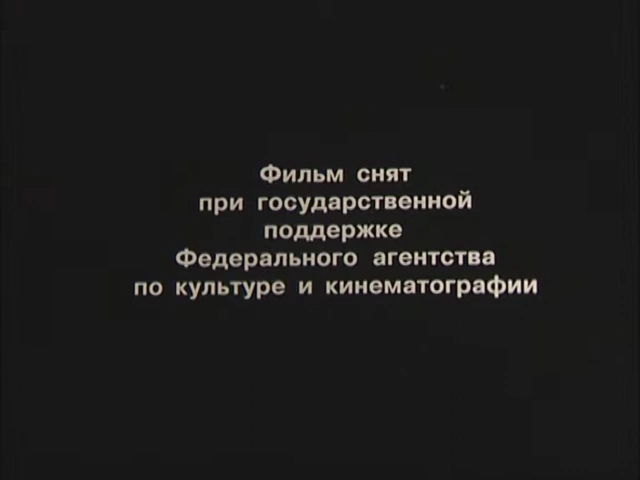 Фильм снят
при государственной
поддержке
Федерального агентства
по культуре и кинематографии